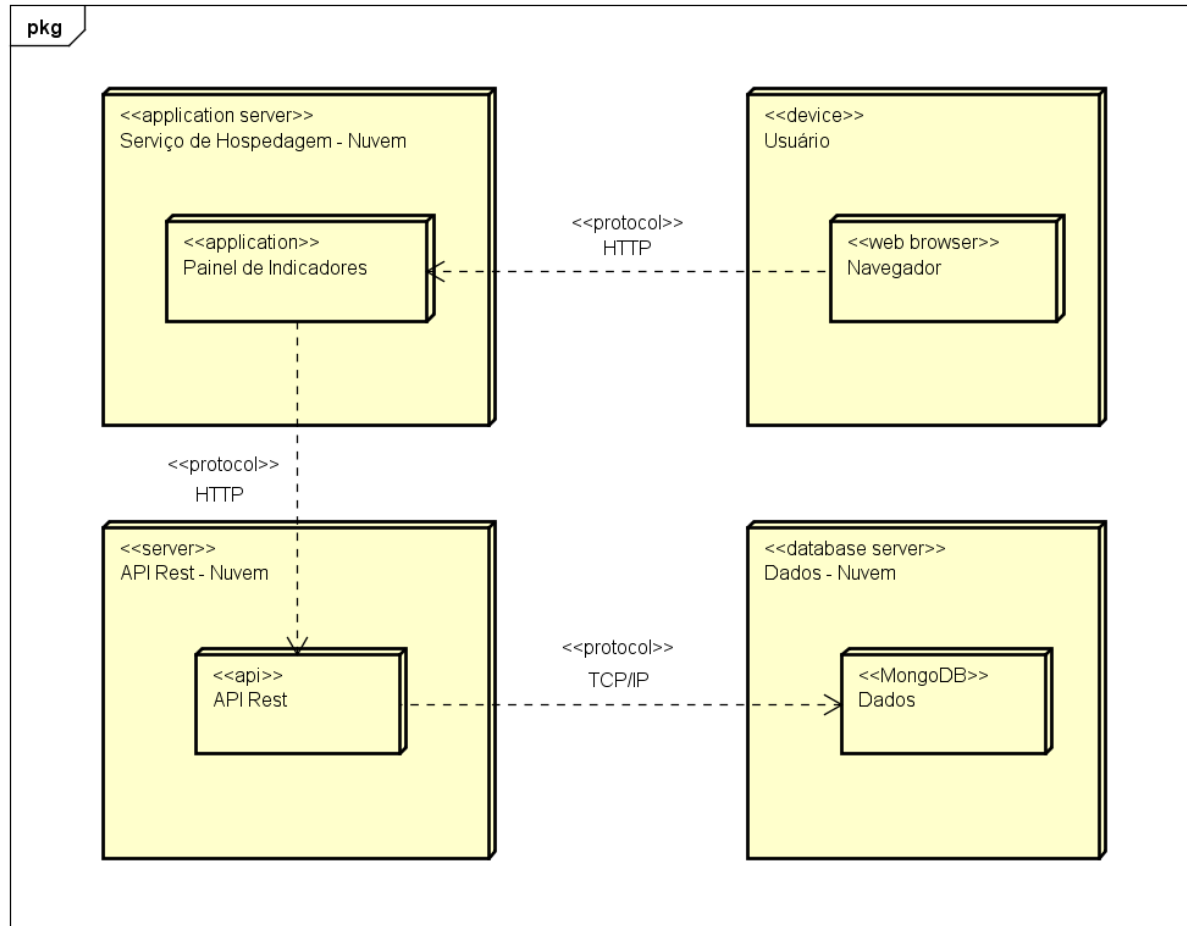 pkg
<<application server>>
Serviço de Hospedagem - Nuvem
<<application>>
Painel de Indicadores
<<protocol>>
HTTP
<<device>>
Usuário
<<web browser>>
Navegador
<<protocol>>
HTTP
<<server>>
API Rest - Nuvem
<<api>>
API Rest
<<protocol>>
TCP/IP
<<database server>>
Dados - Nuvem
<<MongoDB>>
Dados